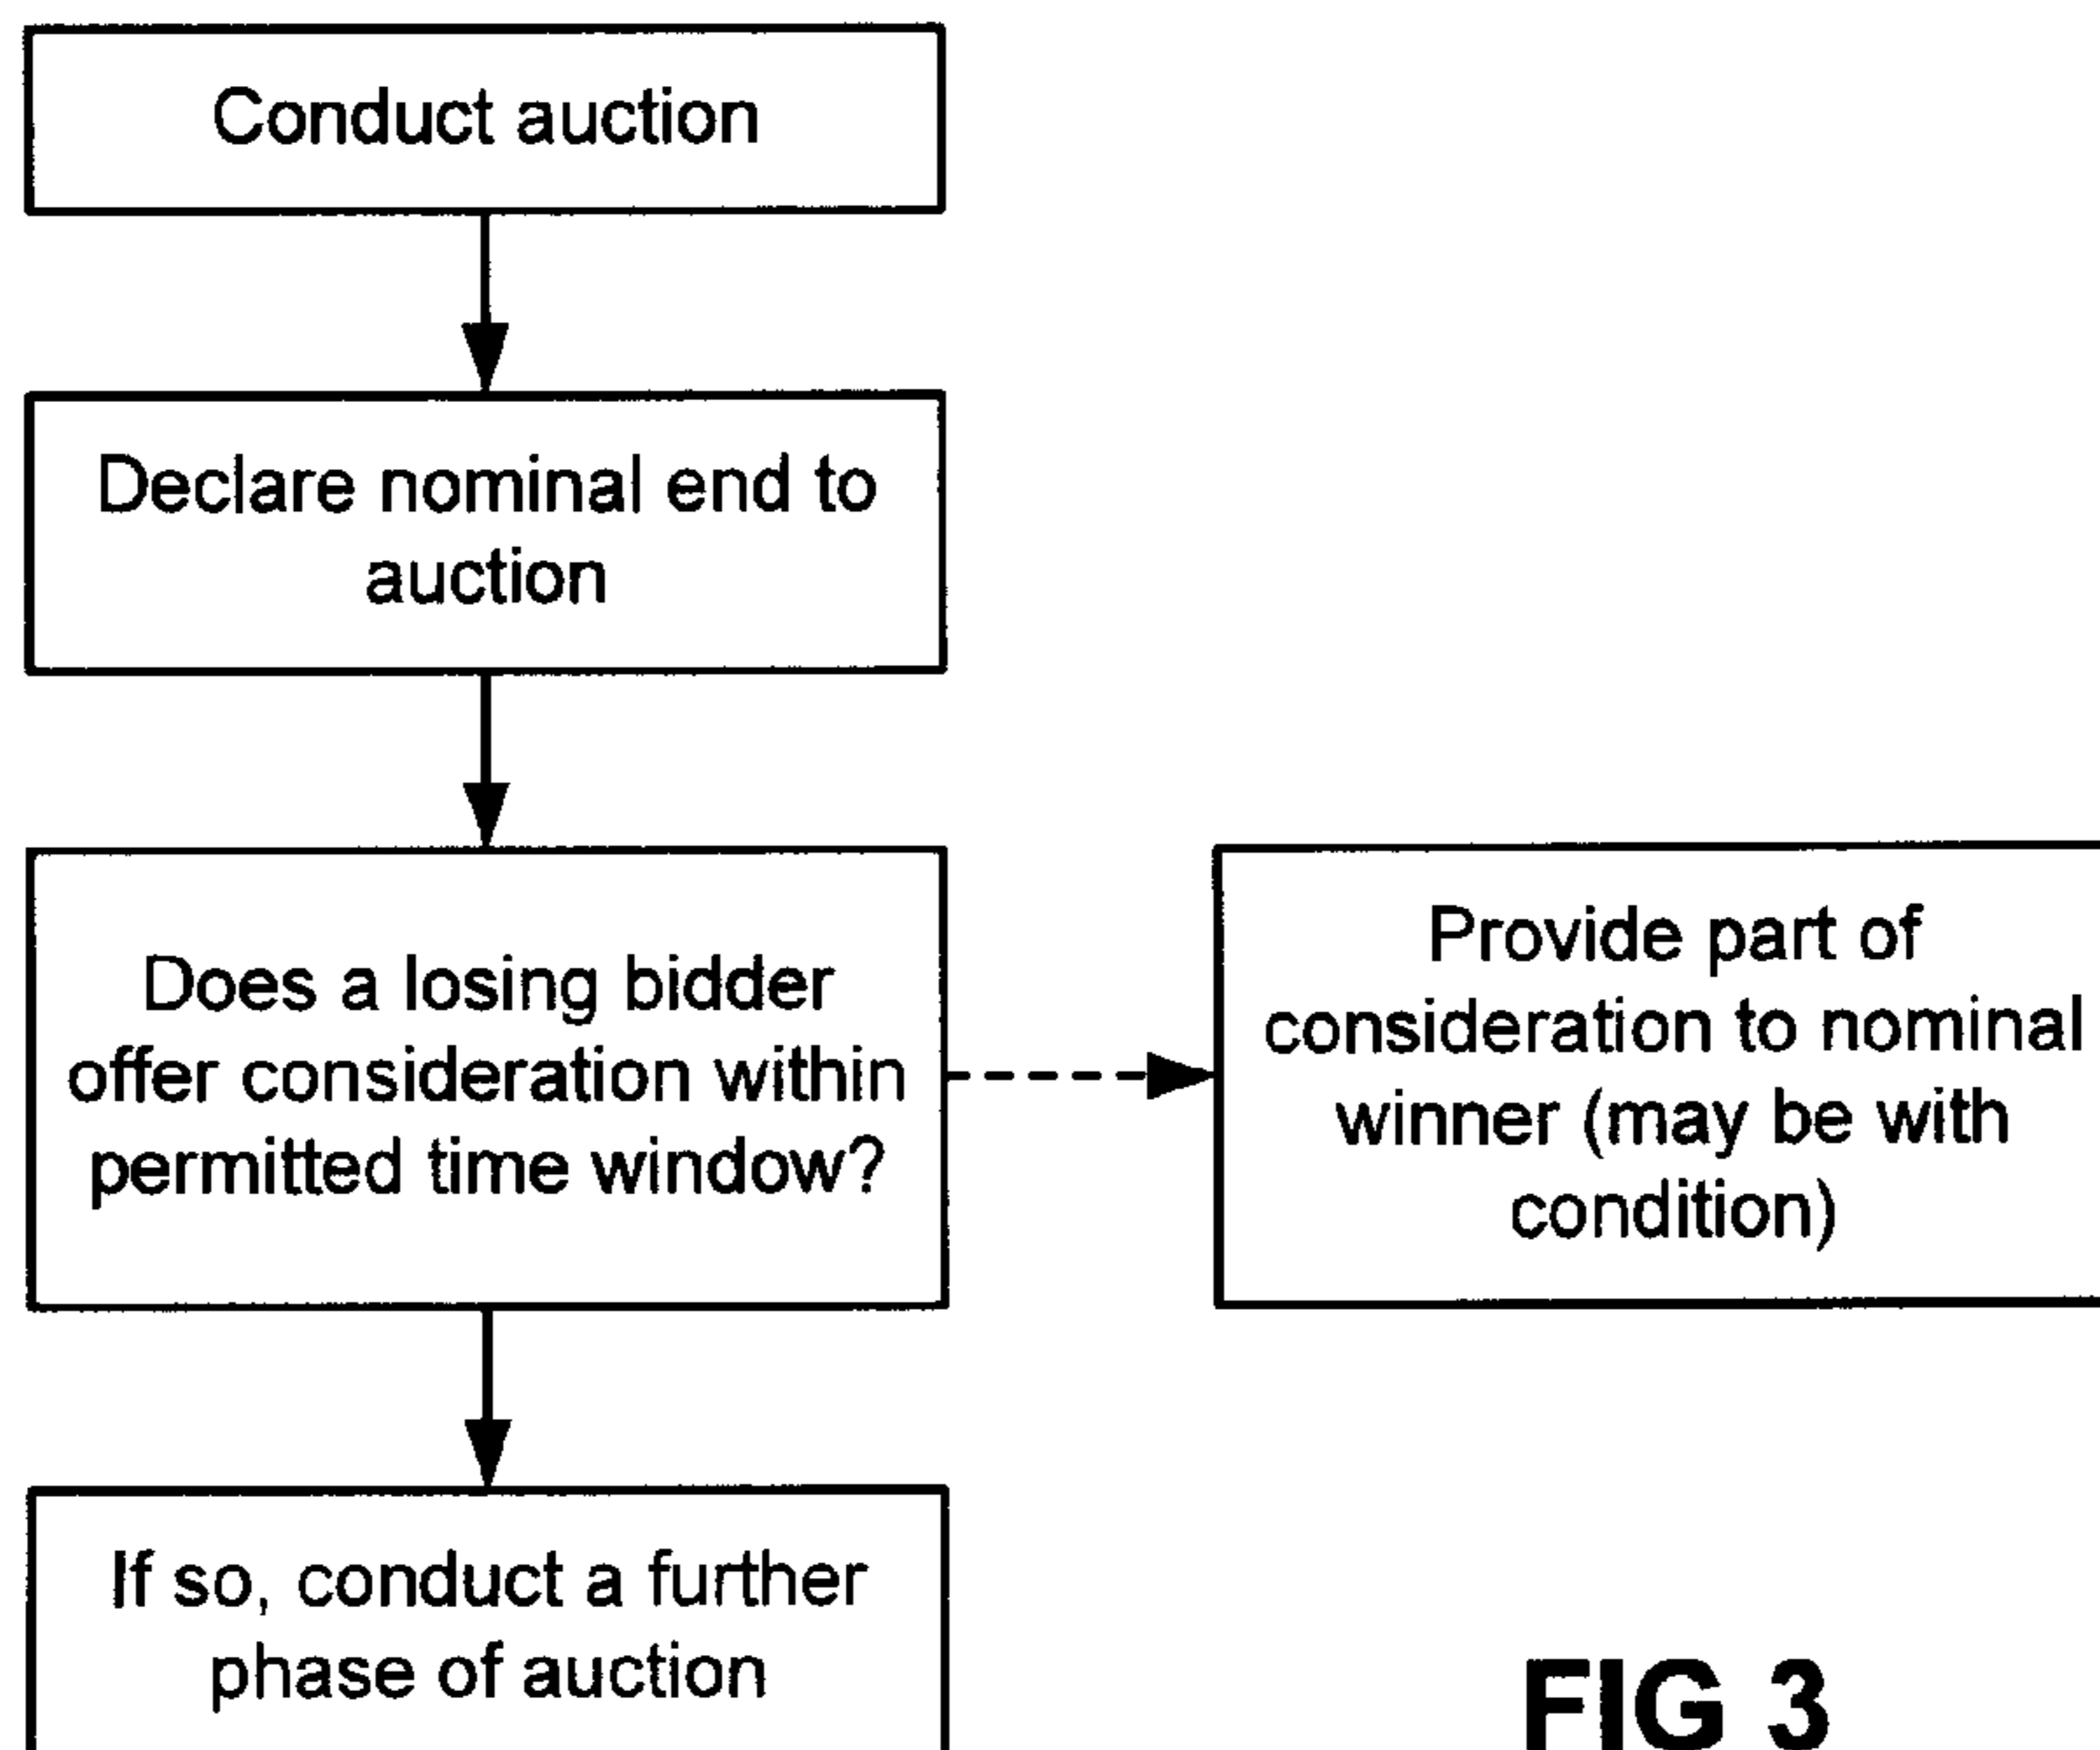 Conduct auction
Declare nominal end to
auction
Does a losing bidder
offer consideration within
permitted time window?
Provide part of
consideration to nominal
winner (may be with
condition)
If so, conduct a further
phase of auction
FIG 3